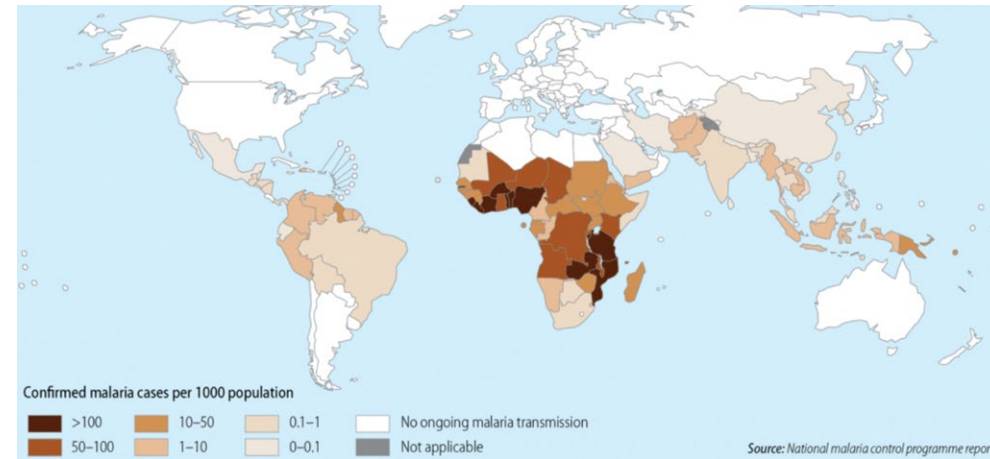 Confirmed malaria cases per 1000 population
>100
10–50
0.1–1
No ongoing malaria transmission
50–100
1–10
0–0.1
Not applicable
Source: National malaria control programme repor